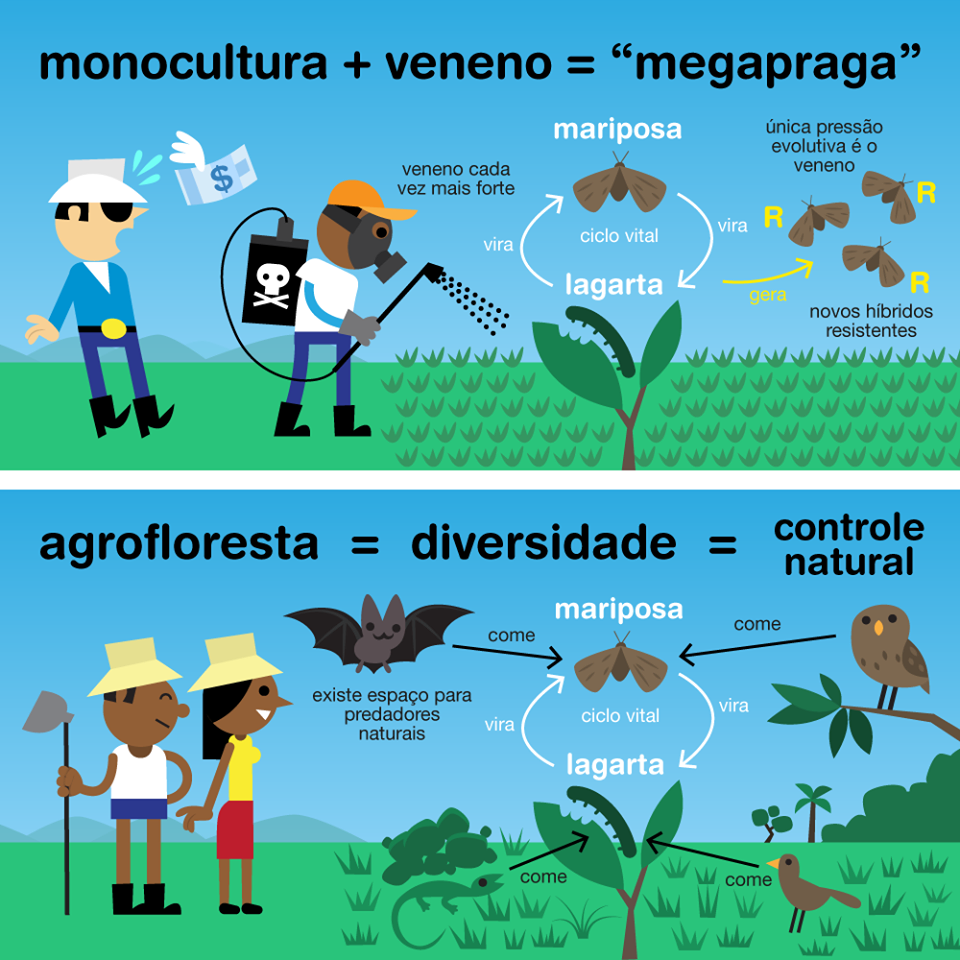 monocultura + veneno = “megapraga”
$
veneno cada
vez mais forte
mariposa
vira
ciclo vital
vira
lagarta
única pressão
evolutiva é o
veneno
R
R
R
gera
novos híbridos
resistentes
agrofloresta = diversidade = controle
natural
mariposa
come
come
existe espaço para
predadores
naturais
vira
ciclo vital
vira
lagarta
come
come